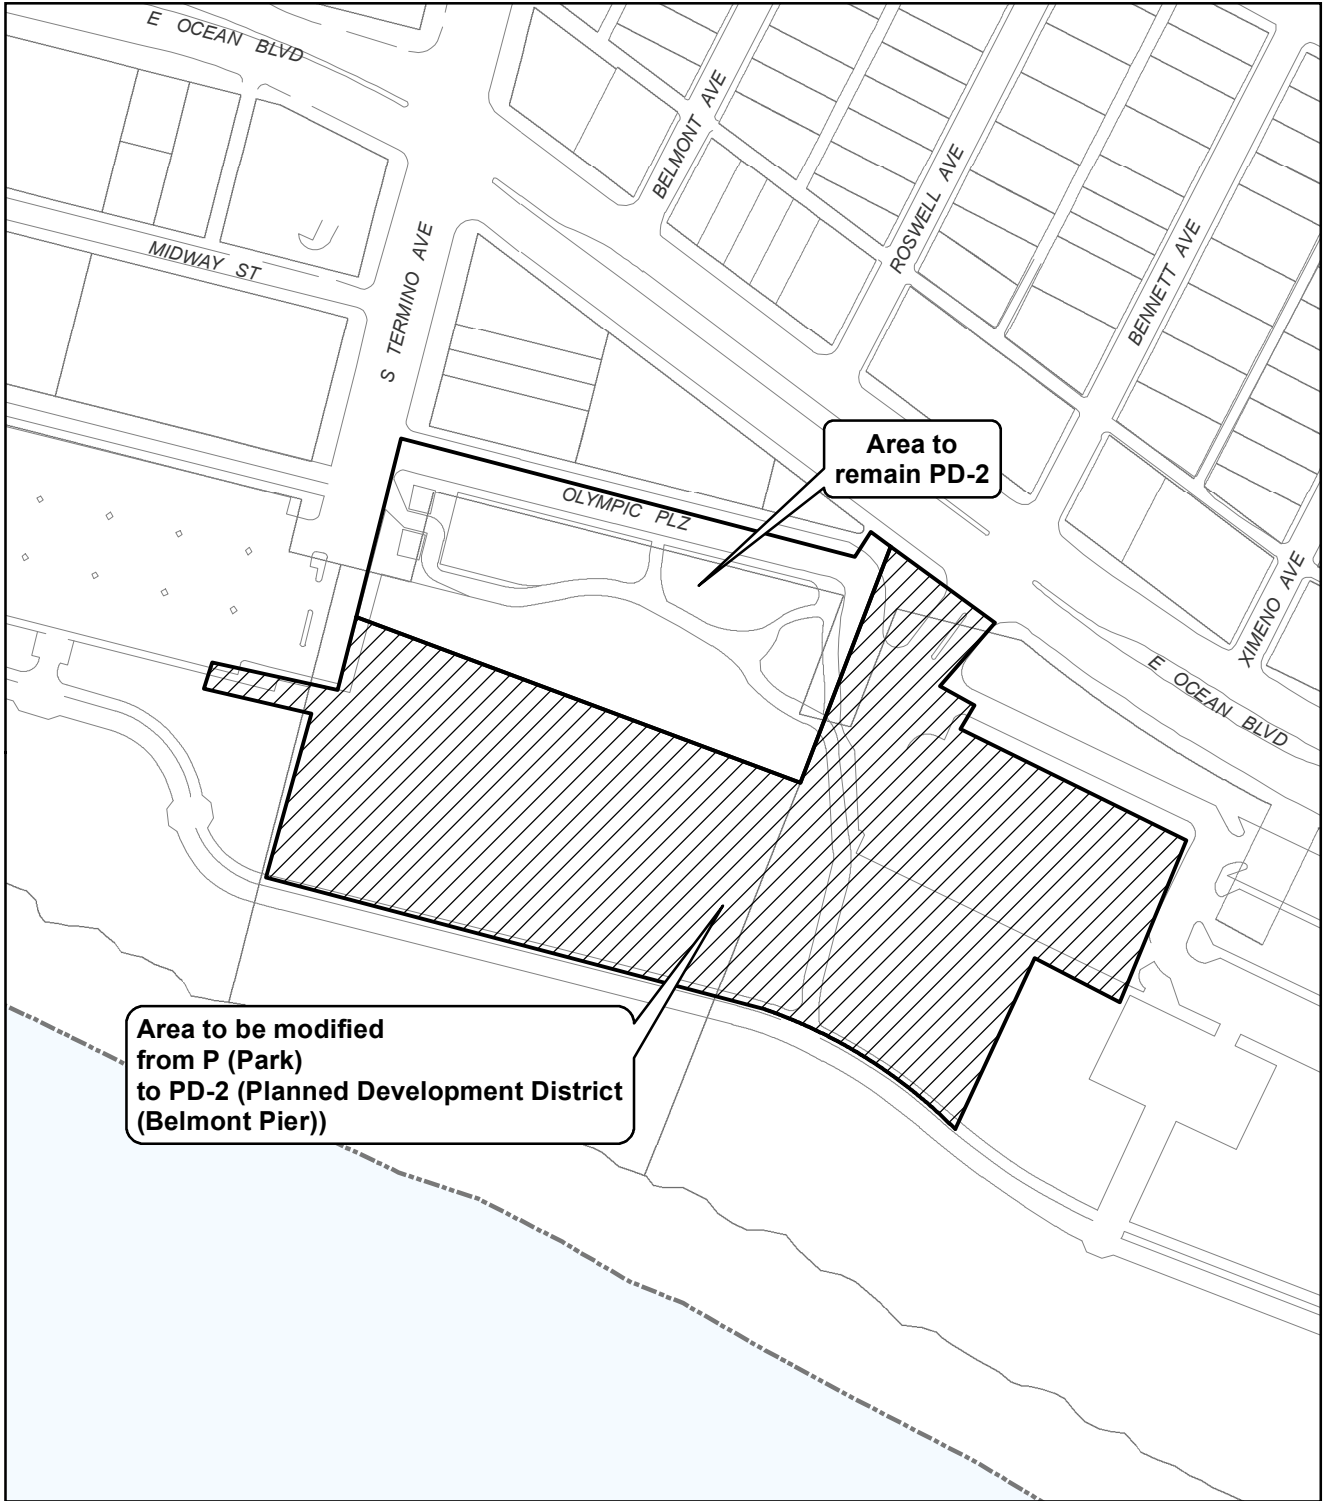 E OCEAN BLVD
BELMONT AVE
ROSWELL AVE
BENNETT AVE
MIDWAY ST
S TERMINO AVE
Area to
remain PD-2
OLYMPIC PLZ
XIMENO AVE
E OCEAN BLVD
Area to be modified
from P (Park)
to PD-2 (Planned Development District
(Belmont Pier))